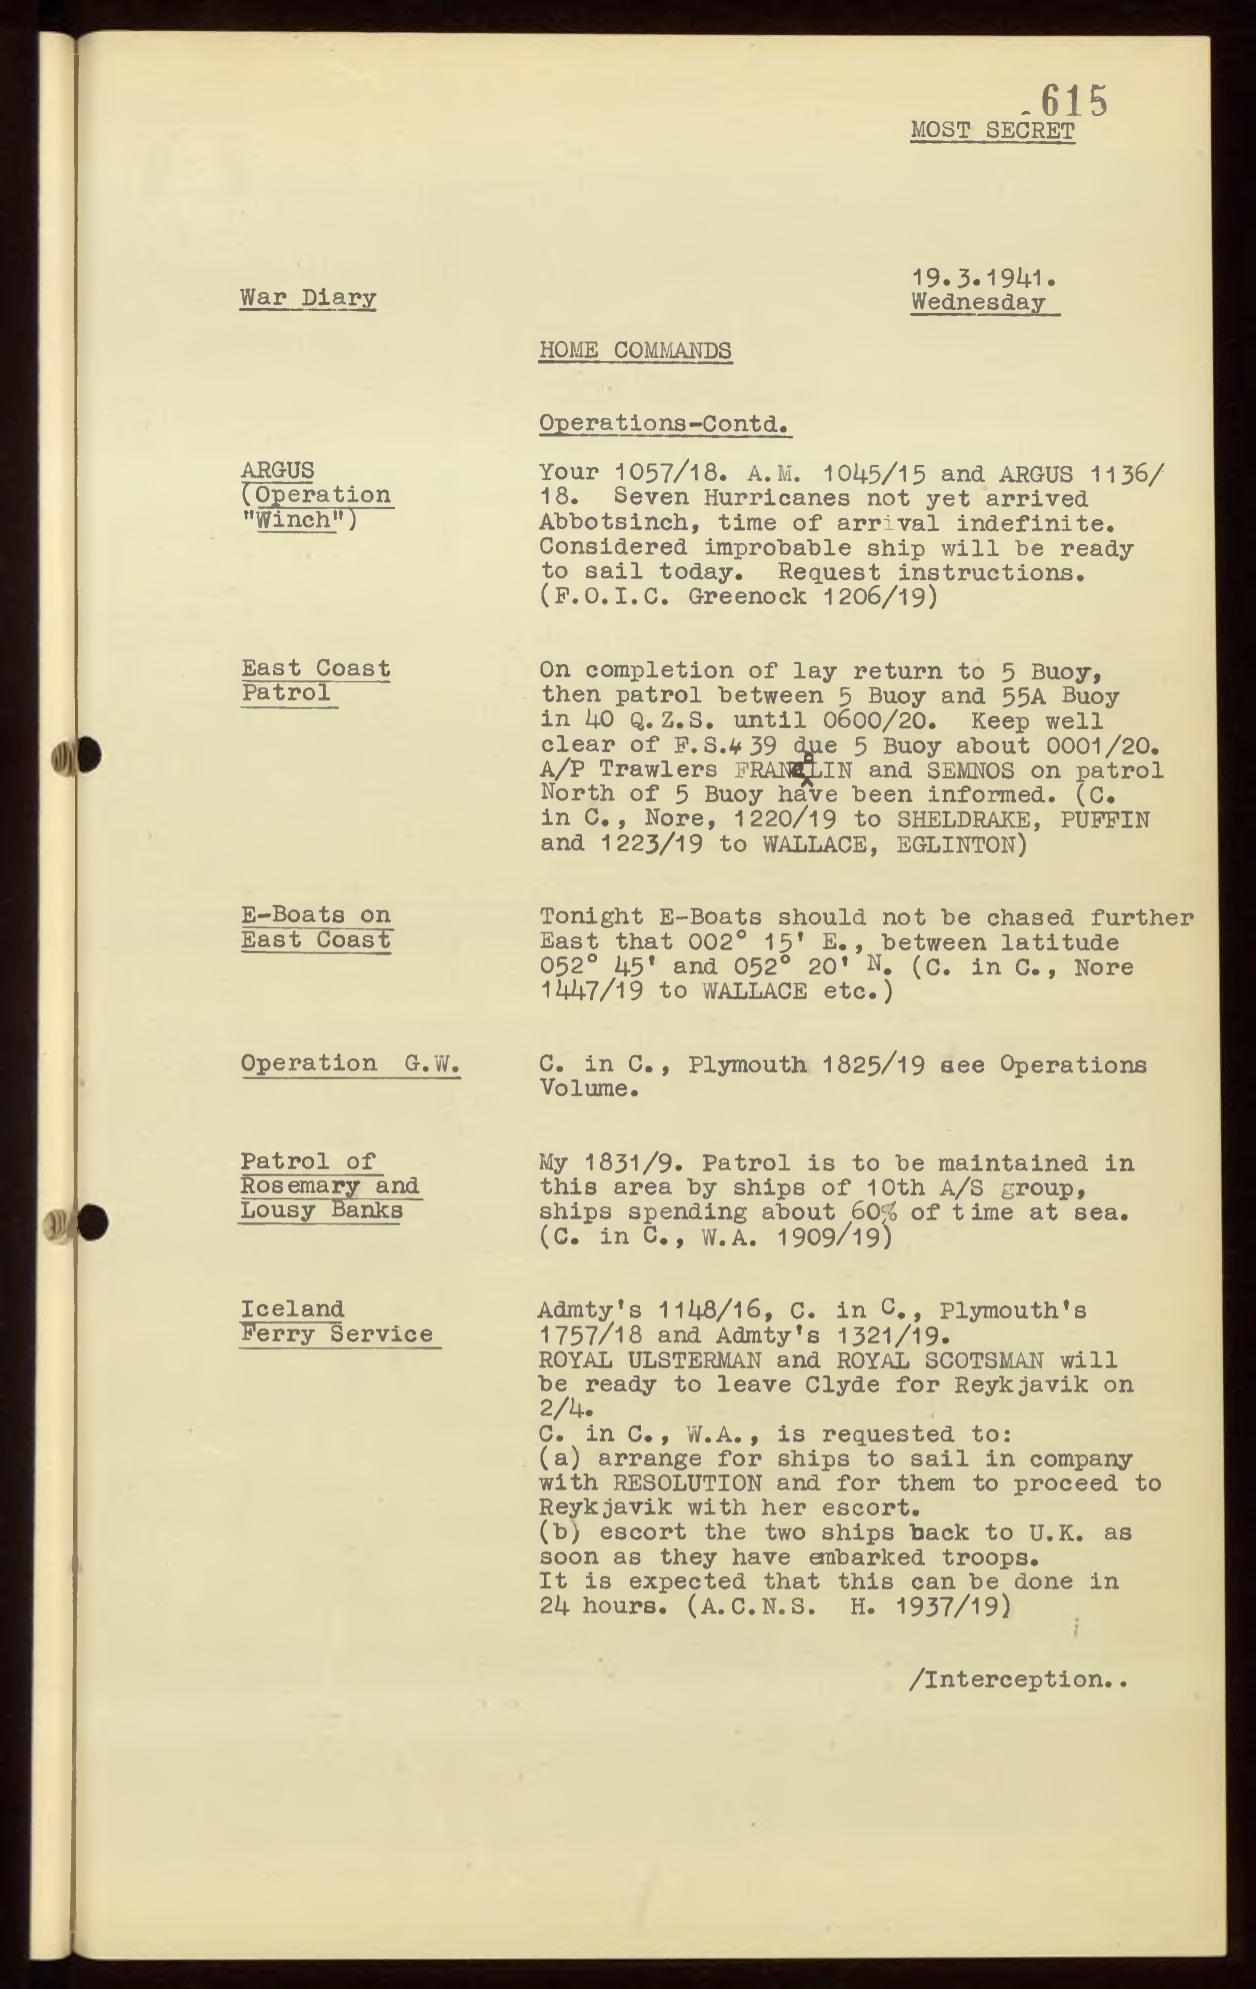 615
MOST SECRET
19.3.1941.
War Diary
Wednesday
HOME COMMANDS
Operations-Contd.
ARGUS
(Operation
"Winch")
Your 1057/18. A.M. 1045/15 and ARGUS 1136/
18. Seven Hurricanes not yet arrived
Abbotsinch, time of arrival indefinite.
Considered improbable ship will be ready
to sail today. Request instructions.
(F.O.I.C. Greenock 1206/19)
East Coast
Patrol
On completion of lay return to 5 Buoy,
then patrol between 5 Buoy and 55A Buoy
in 40 Q.Z.S. until 0600/20. Keep well
clear of F.S.439 due 5 Buoy about 0001/20.
A/P Trawlers and SEMNOS on patrol
North of 5 Buoy have been informed. (C.
in C., Nore, 1220/19 to SHELDRAKE, PUFFIN
and 1223/19 to WALLACE, EGLINTON)
E-Boats on
East Coast
Tonight E-Boats should not be chased further
East that 002° 15' E., between latitude
052° 45' and 052° 20' N. (C. in C., Nore
1447/19 to WALLACE etc.)
Operation G.W.
C. in C., Plymouth 1825/19 see Operations
Volume.
Patrol of
Rosemary and
Lousy Banks
My 1831/9. Patrol is to be maintained in
this area by ships of 10th A/S group,
ships spending about 60% of time at sea.
(C. in C., W.A. 1909/19)
Iceland
Ferry Service
Admty's 1148/16, C. in C., Plymouth's
1757/18 and Admty's 1321/19.
ROYAL ULSTERMAN and ROYAL SCOTSMAN will
be ready to leave Clyde for Reykjavik on
2/4.
C. in C., W.A., is requested to:
(a) arrange for ships to sail in company
with RESOLUTION and for them to proceed to
Reykjavik with her escort.
(b) escort the two ships back to U.K. as
soon as they have embarked troops.
It is expected that this can be done in
24 hours. (A.C.N.S. H. 1937/19)
/Interception..